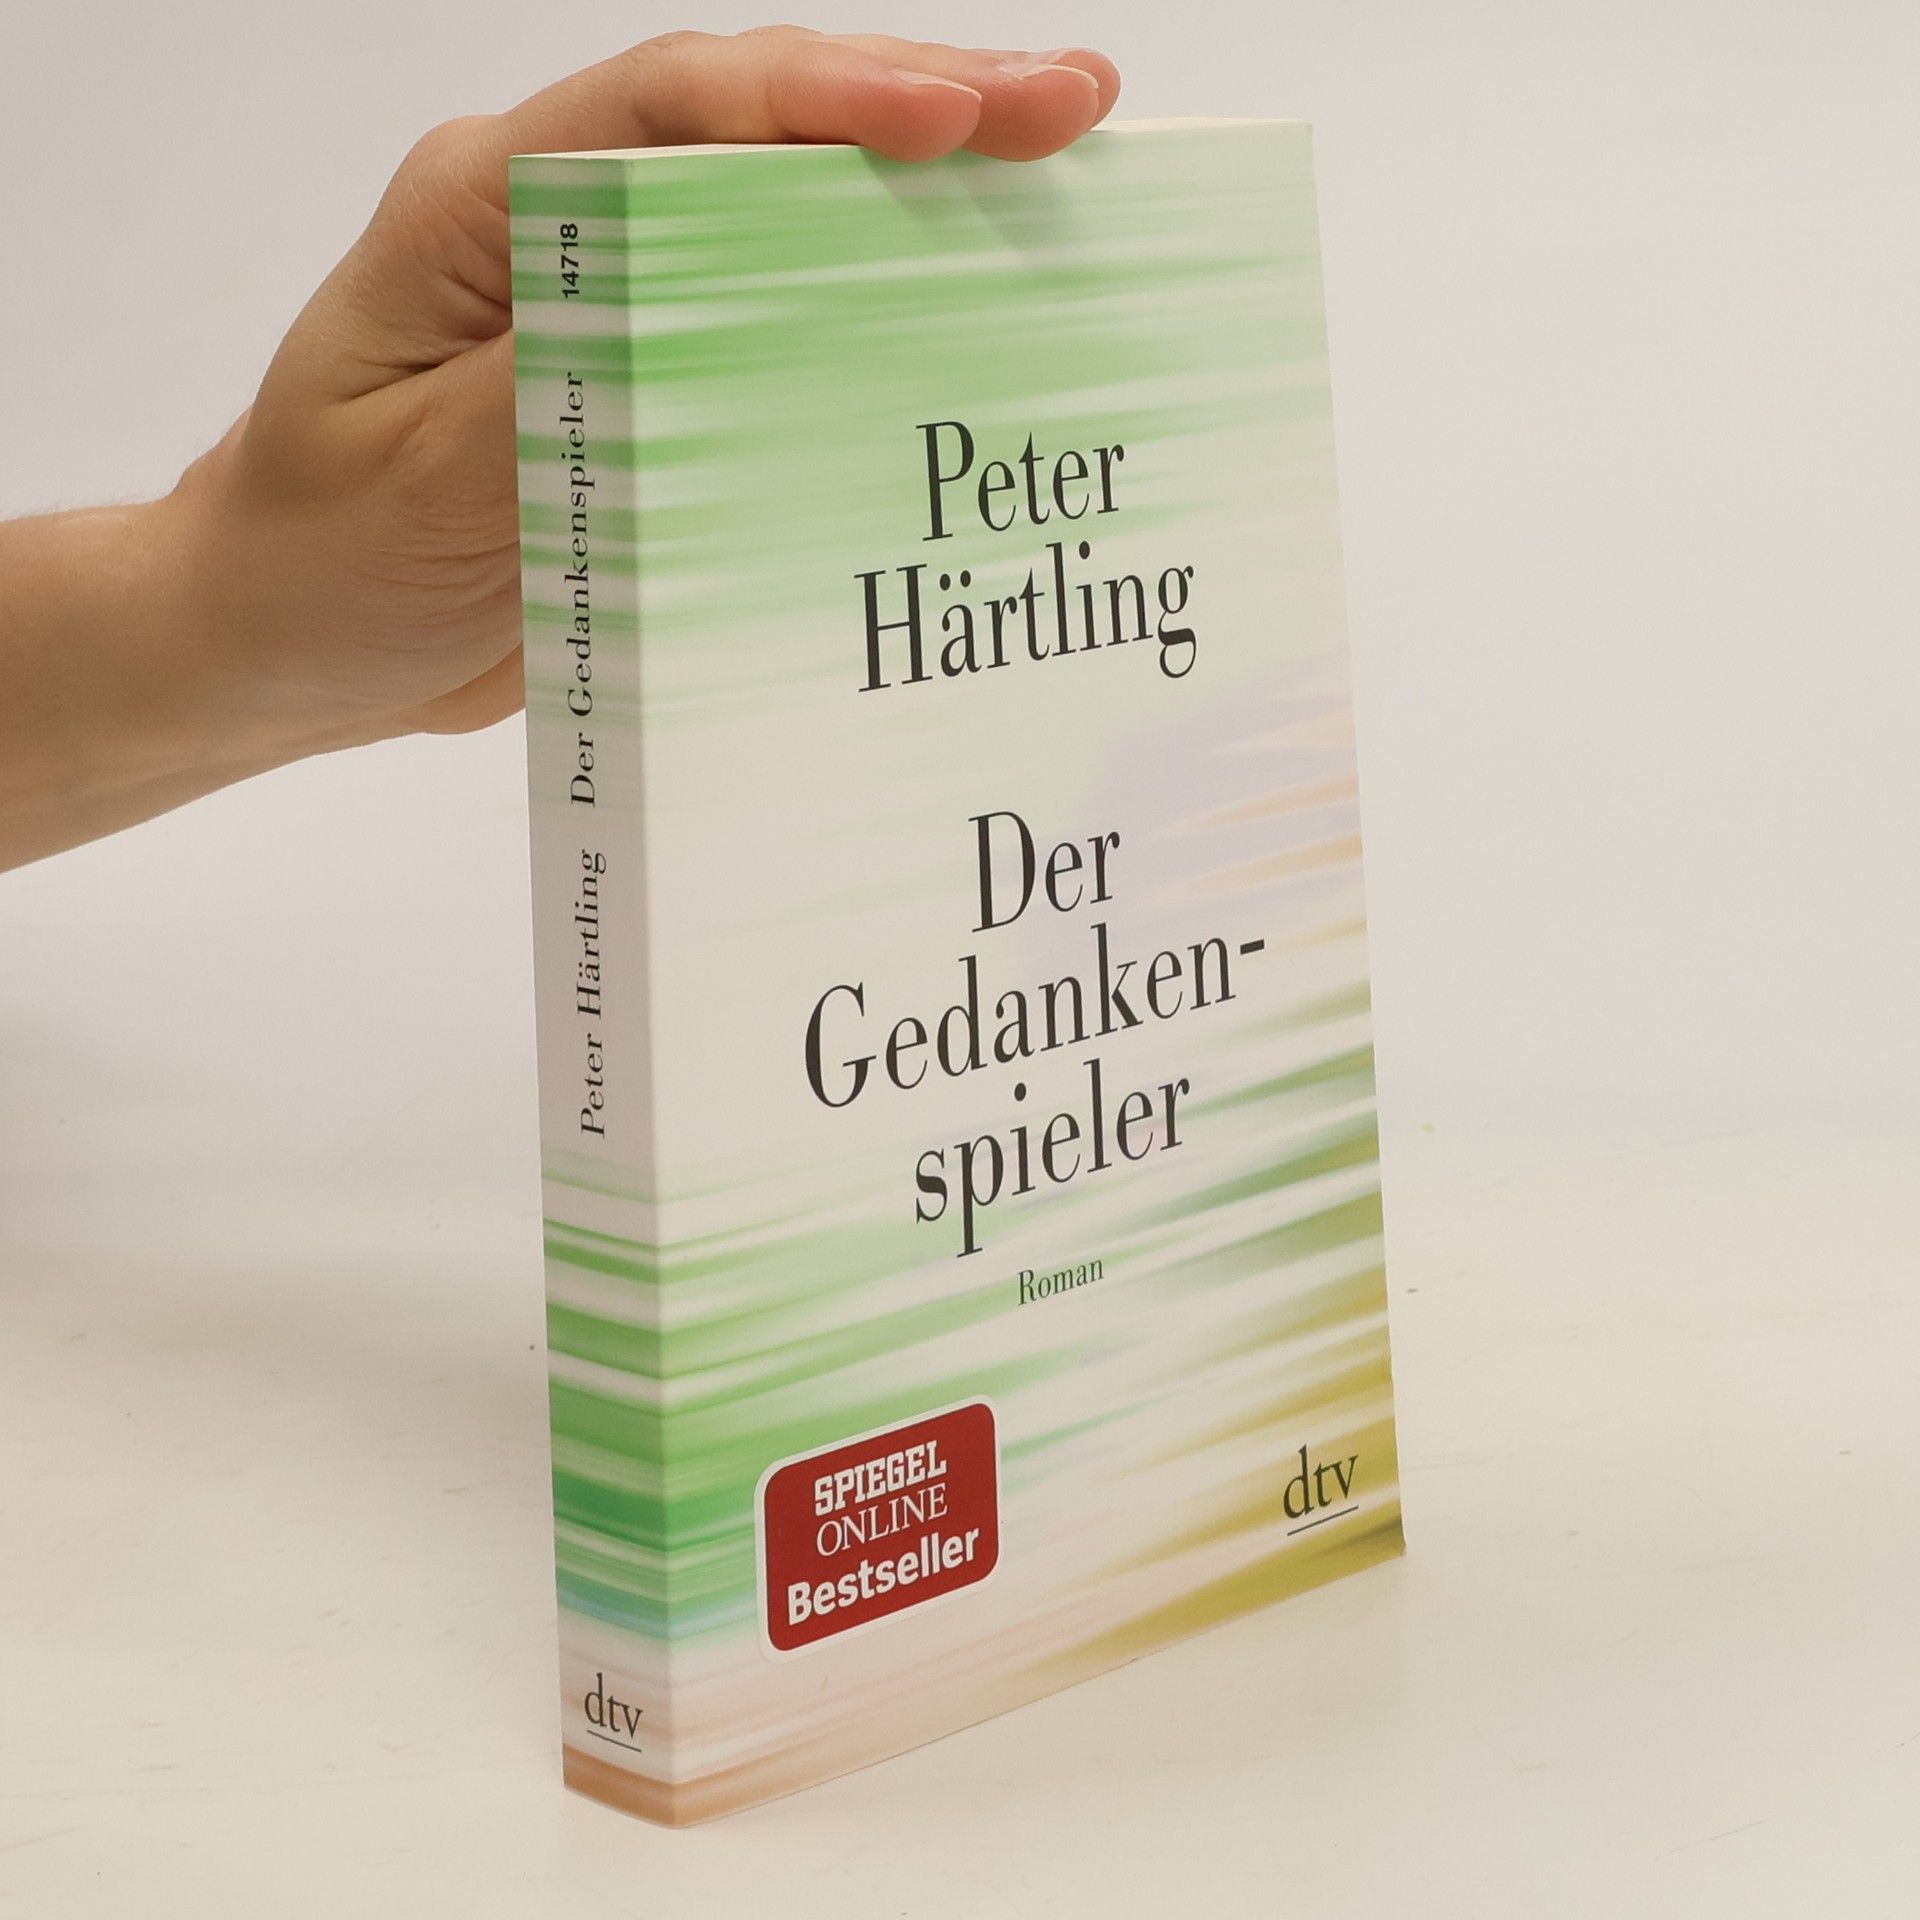 Peter Härtling Der Gedankenspieler 14718
dtv
Peter
Härtling
Der
Gedanken-
spieler
Roman
SPIEGEL
ONLINE
Bestseller
dtv